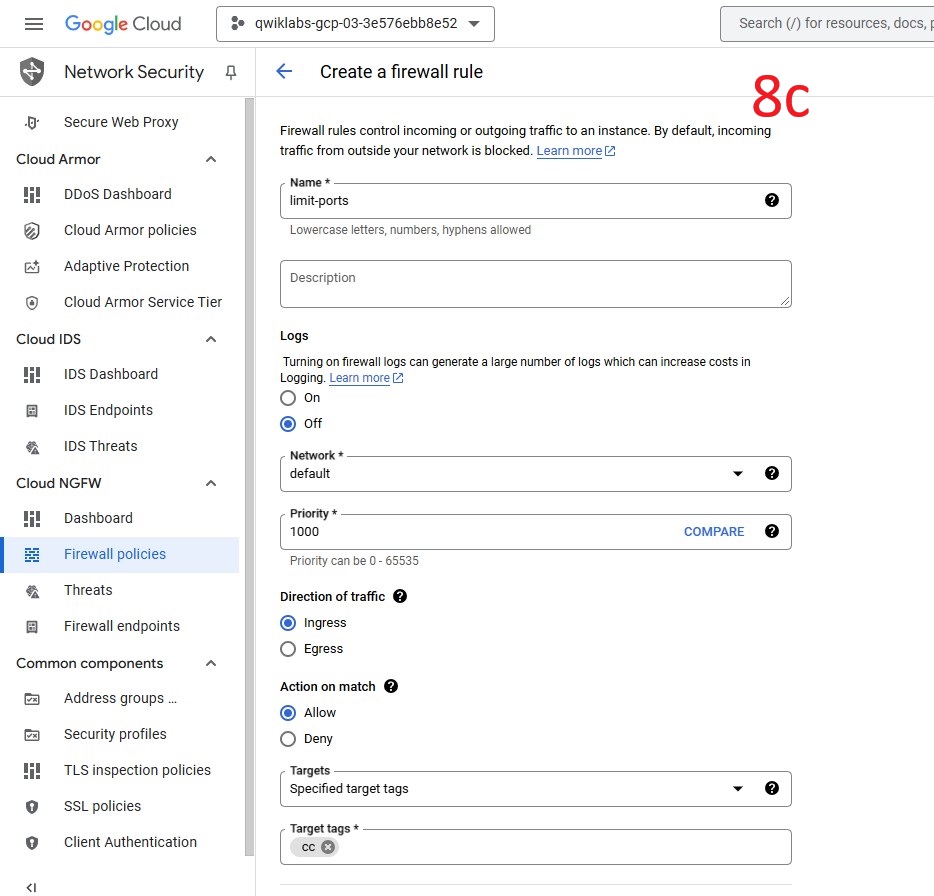 Google Cloud
qwiklabs-gcp-03-3e576ebb8e52
Search (/) for resources, docs, p
Network Security
Create a firewall rule
8c
Secure Web Proxy
Cloud Armor
DDoS Dashboard
Cloud Armor policies
Adaptive Protection
Cloud Armor Service Tier
Cloud IDS
IDS Dashboard
IDS Endpoints
IDS Threats
Cloud NGFW
Dashboard
Firewall policies
Threats
Firewall endpoints
Common components
Address groups ...
Security profiles
TLS inspection policies
SSL policies
Client Authentication
Firewall rules control incoming or outgoing traffic to an instance. By default, incoming
traffic from outside your network is blocked. Learn more
Name *
limit-ports
Lowercase letters, numbers, hyphens allowed
Description
Logs
Turning on firewall logs can generate a large number of logs which can increase costs in
Logging. Learn more
On
Off
Network *
default
Priority *
1000
COMPARE
Priority can be 0 - 65535
Direction of traffic
Ingress
Egress
Action on match
Allow
Deny
Targets
Specified target tags
Target tags *
cc